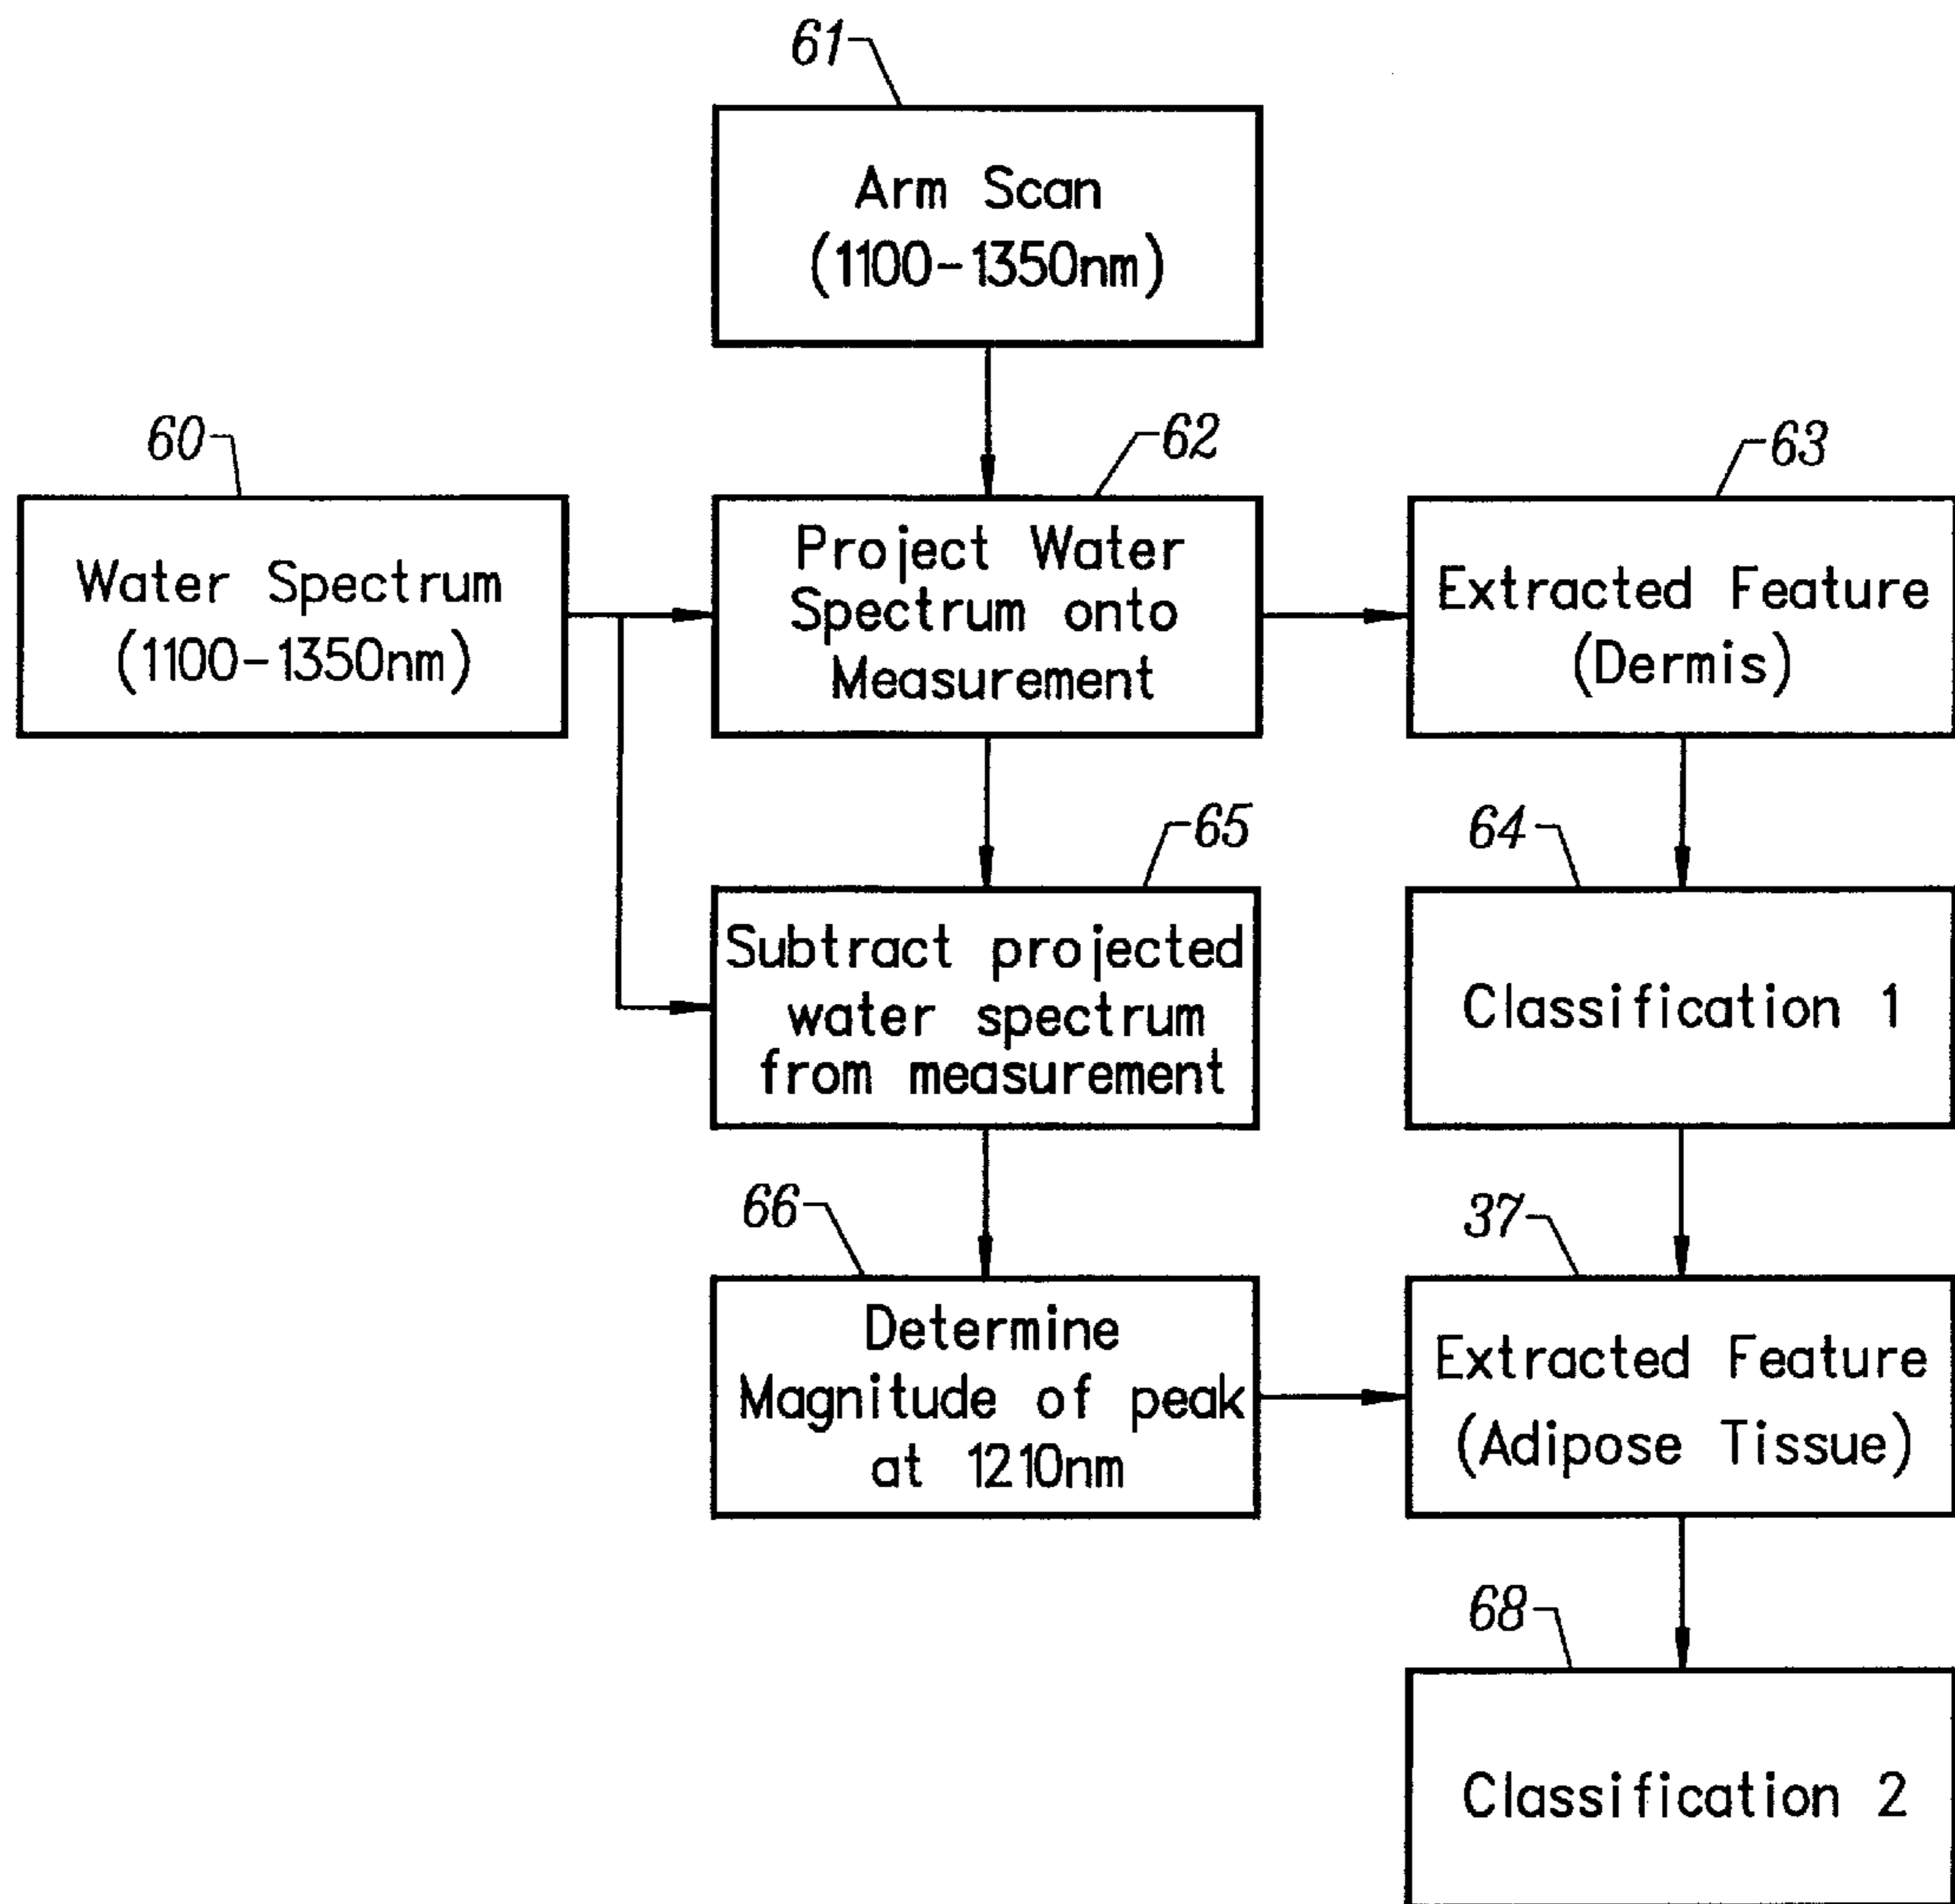 61
Arm Scan
(1100-1350nm)
60
Water Spectrum
(1100-1350nm)
62
Project Water
Spectrum onto
Measurement
63
Extracted Feature
(Dermis)
65
Subtract projected
water spectrum
from measurement
64
Classification 1
66
Determine
Magnitude of peak
at 1210nm
37
Extracted Feature
(Adipose Tissue)
68
Classification 2